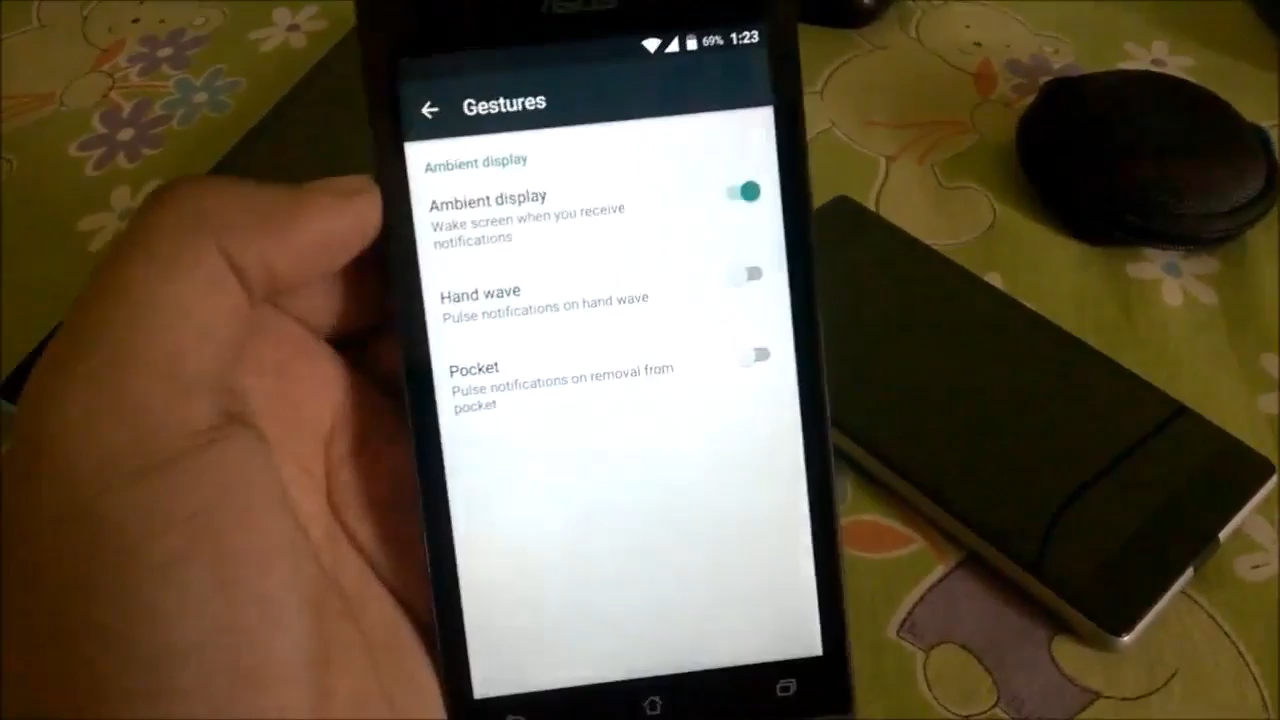 ASUS
69% 1:23
Gestures
Ambient display
Ambient display
Wake screen when you receive
notifications
Hand wave
Pulse notifications on hand wave
Pocket
Pulse notifications on removal from
pocket